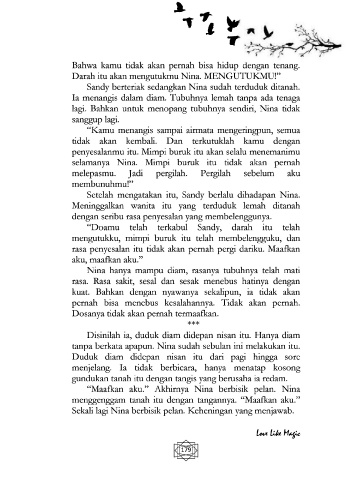 Bahwa kamu tidak akan pernah bisa hidup dengan tenang.
Darah itu akan mengutukmu Nina. MENGUTUKMU!"
Sandy berteriak sedangkan Nina sudah terduduk ditanah.
Ia menangis dalam diam. Tubuhnya lemah tanpa ada tenaga
lagi. Bahkan untuk menopang tubuhnya sendiri, Nina tidak
sanggup lagi.
"Kamu menangis sampai airmata mengeringpun, semua
tidak akan kembali. Dan terkutuklah kamu dengan
penyesalanmu itu. Mimpi buruk itu akan selalu menemanimu
selamanya Nina. Mimpi buruk itu tidak akan pernah
melepasmu. Jadi pergilah. Pergilah sebelum aku
membunuhmu!"
Setelah mengatakan itu, Sandy berlalu dihadapan Nina.
Meninggalkan wanita itu yang terduduk lemah ditanah
dengan seribu rasa penyesalan yang membelenggunya.
"Doamu telah terkabul Sandy, darah itu telah
mengutukku, mimpi buruk itu telah membelengguku, dan
rasa penyesalan itu tidak akan pernah pergi dariku. Maafkan
aku, maafkan aku."
Nina hanya mampu diam, rasanya tubuhnya telah mati
rasa. Rasa sakit, sesal dan sesak menebus hatinya dengan
kuat. Bahkan dengan nyawanya sekalipun, ia tidak akan
pernah bisa menebus kesalahannya. Tidak akan pernah.
Dosanya tidak akan pernah termaafkan.
***
Disinilah ia, duduk diam didepan nisan itu. Hanya diam
tanpa berkata apapun. Nina sudah sebulan ini melakukan itu.
Duduk diam didepan nisan itu dari pagi hingga sore
menjelang. Ia tidak berbicara, hanya menatap kosong
gundukan tanah itu dengan tangis yang berusaha ia redam.
"Maafkan aku." Akhirnya Nina berbisik pelan. Nina
menggenggam tanah itu dengan tangannya. "Maafkan aku."
Sekali lagi Nina berbisik pelan. Keheningan yang menjawab.
Love Like Magic
179